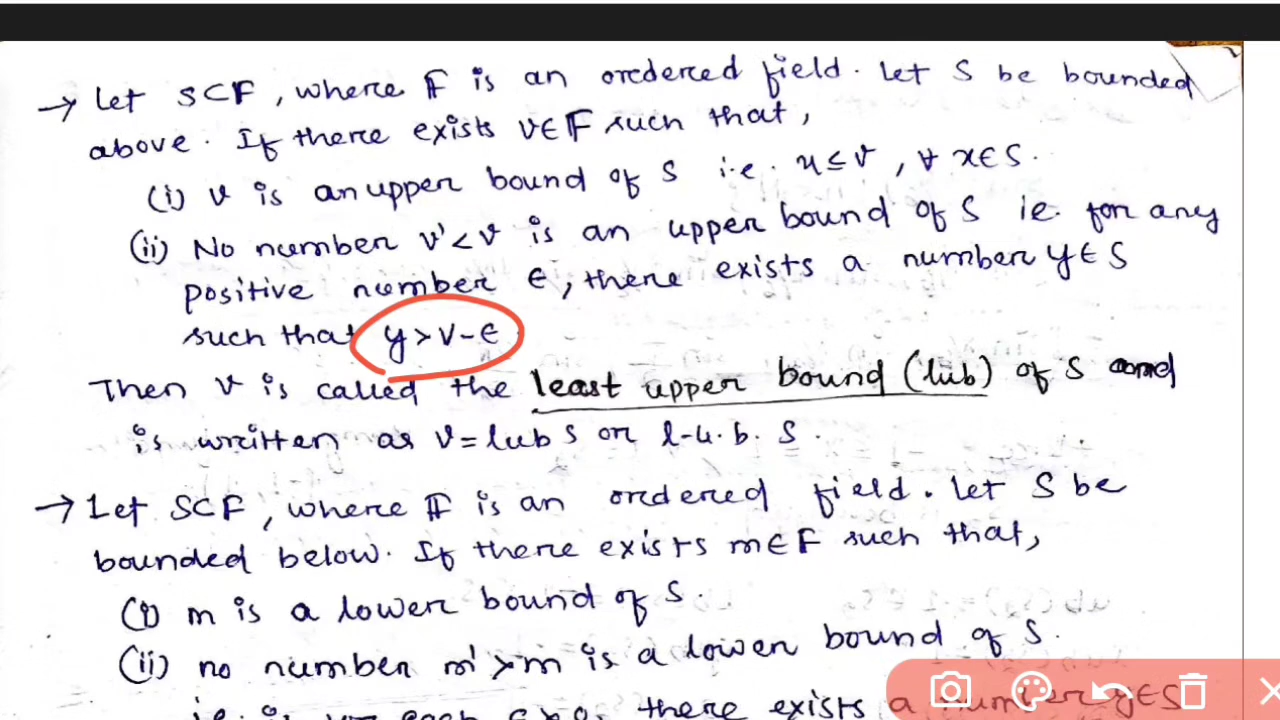 → Let S⊂F, where F is an ordered field. Let S be bounded
above. If there exists v∈F such that,
(i) v is an upper bound of S i.e. x≤v, ∀ x∈S.
(ii) No number v'<v is an upper bound of S ie. for any
positive number ∈, there exists a number y∈S
such that y>v-∈
Then v is called the least upper bound (lub) of S and
is written as v=lub S or l.u.b. S.
→ Let S⊂F, where F is an ordered field. Let S be
bounded below. If there exists m∈F such that,
(i) m is a lower bound of S.
(ii) no number m'>m is a lower bound of S.
there exists a number y∈S